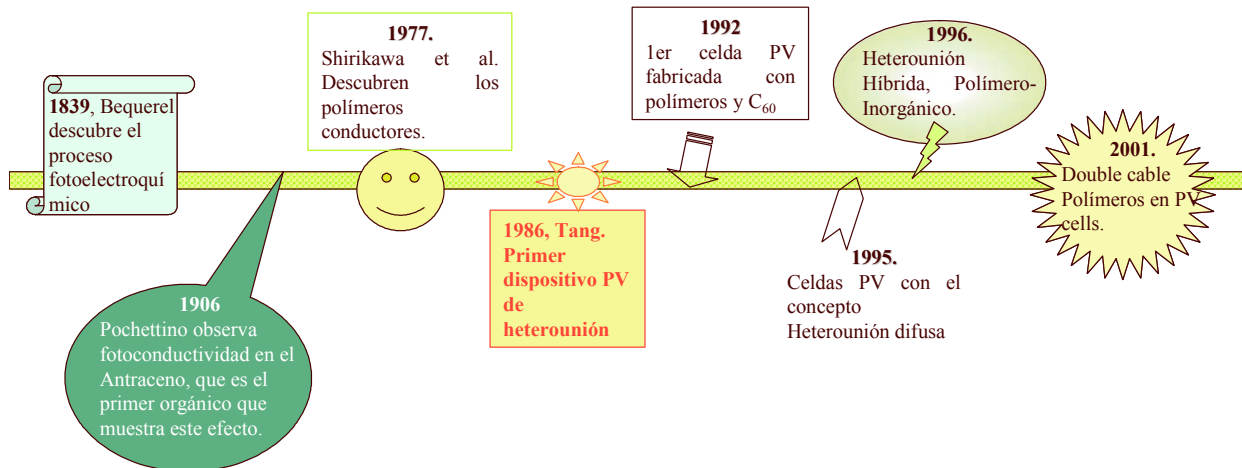 1839, Bequerel
descubre el
proceso
fotoelectroquí
mico
1906
Pochettino observa
fotoconductividad en el
Antraceno, que es el
primer orgánico que
muestra este efecto.
1977.
Shirikawa et al.
Descubren los
polímeros
conductores.
1986, Tang.
Primer
dispositivo PV
de
heterounión
1992
1er celda PV
fabricada con
polímeros y C60
1995.
Celdas PV con el
concepto
Heterounión difusa
1996.
Heterounión
Híbrida, Polímero-
Inorgánico.
2001.
Double cable
Polímeros en PV
cells.